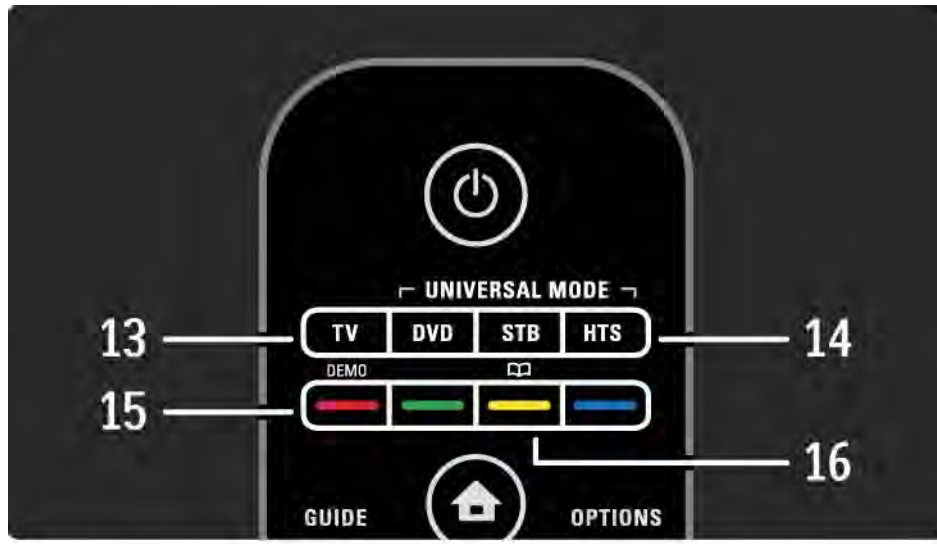 UNIVERSAL MODE
13 TV DVD STB HTS 14
DEMO
15
16
GUIDE OPTIONS